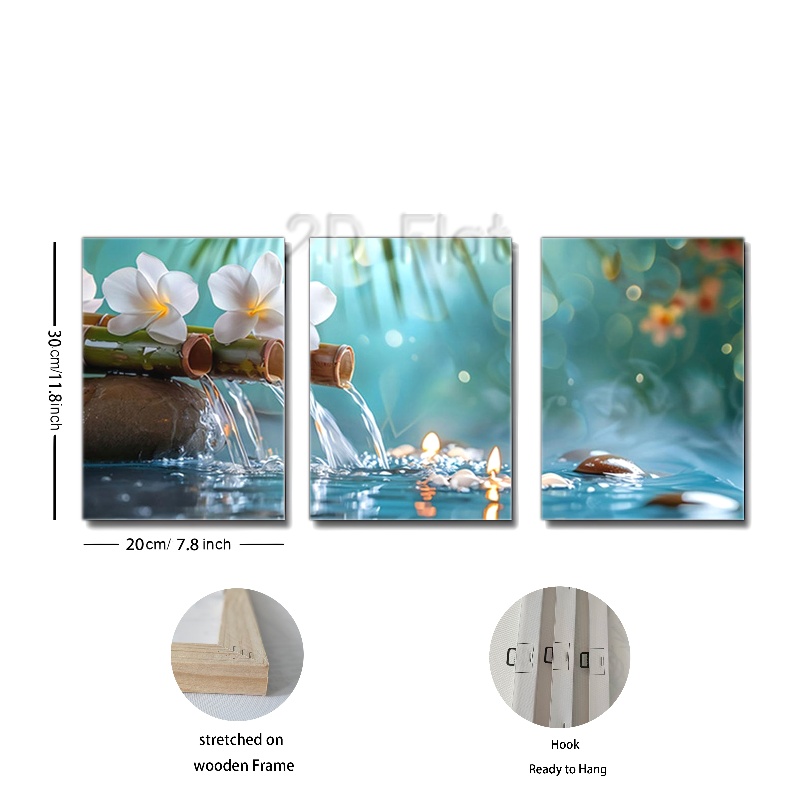 2D Flat
30cm/11.8inch
20cm/ 7.8 inch
stretched on
wooden Frame
Hook
Ready to Hang